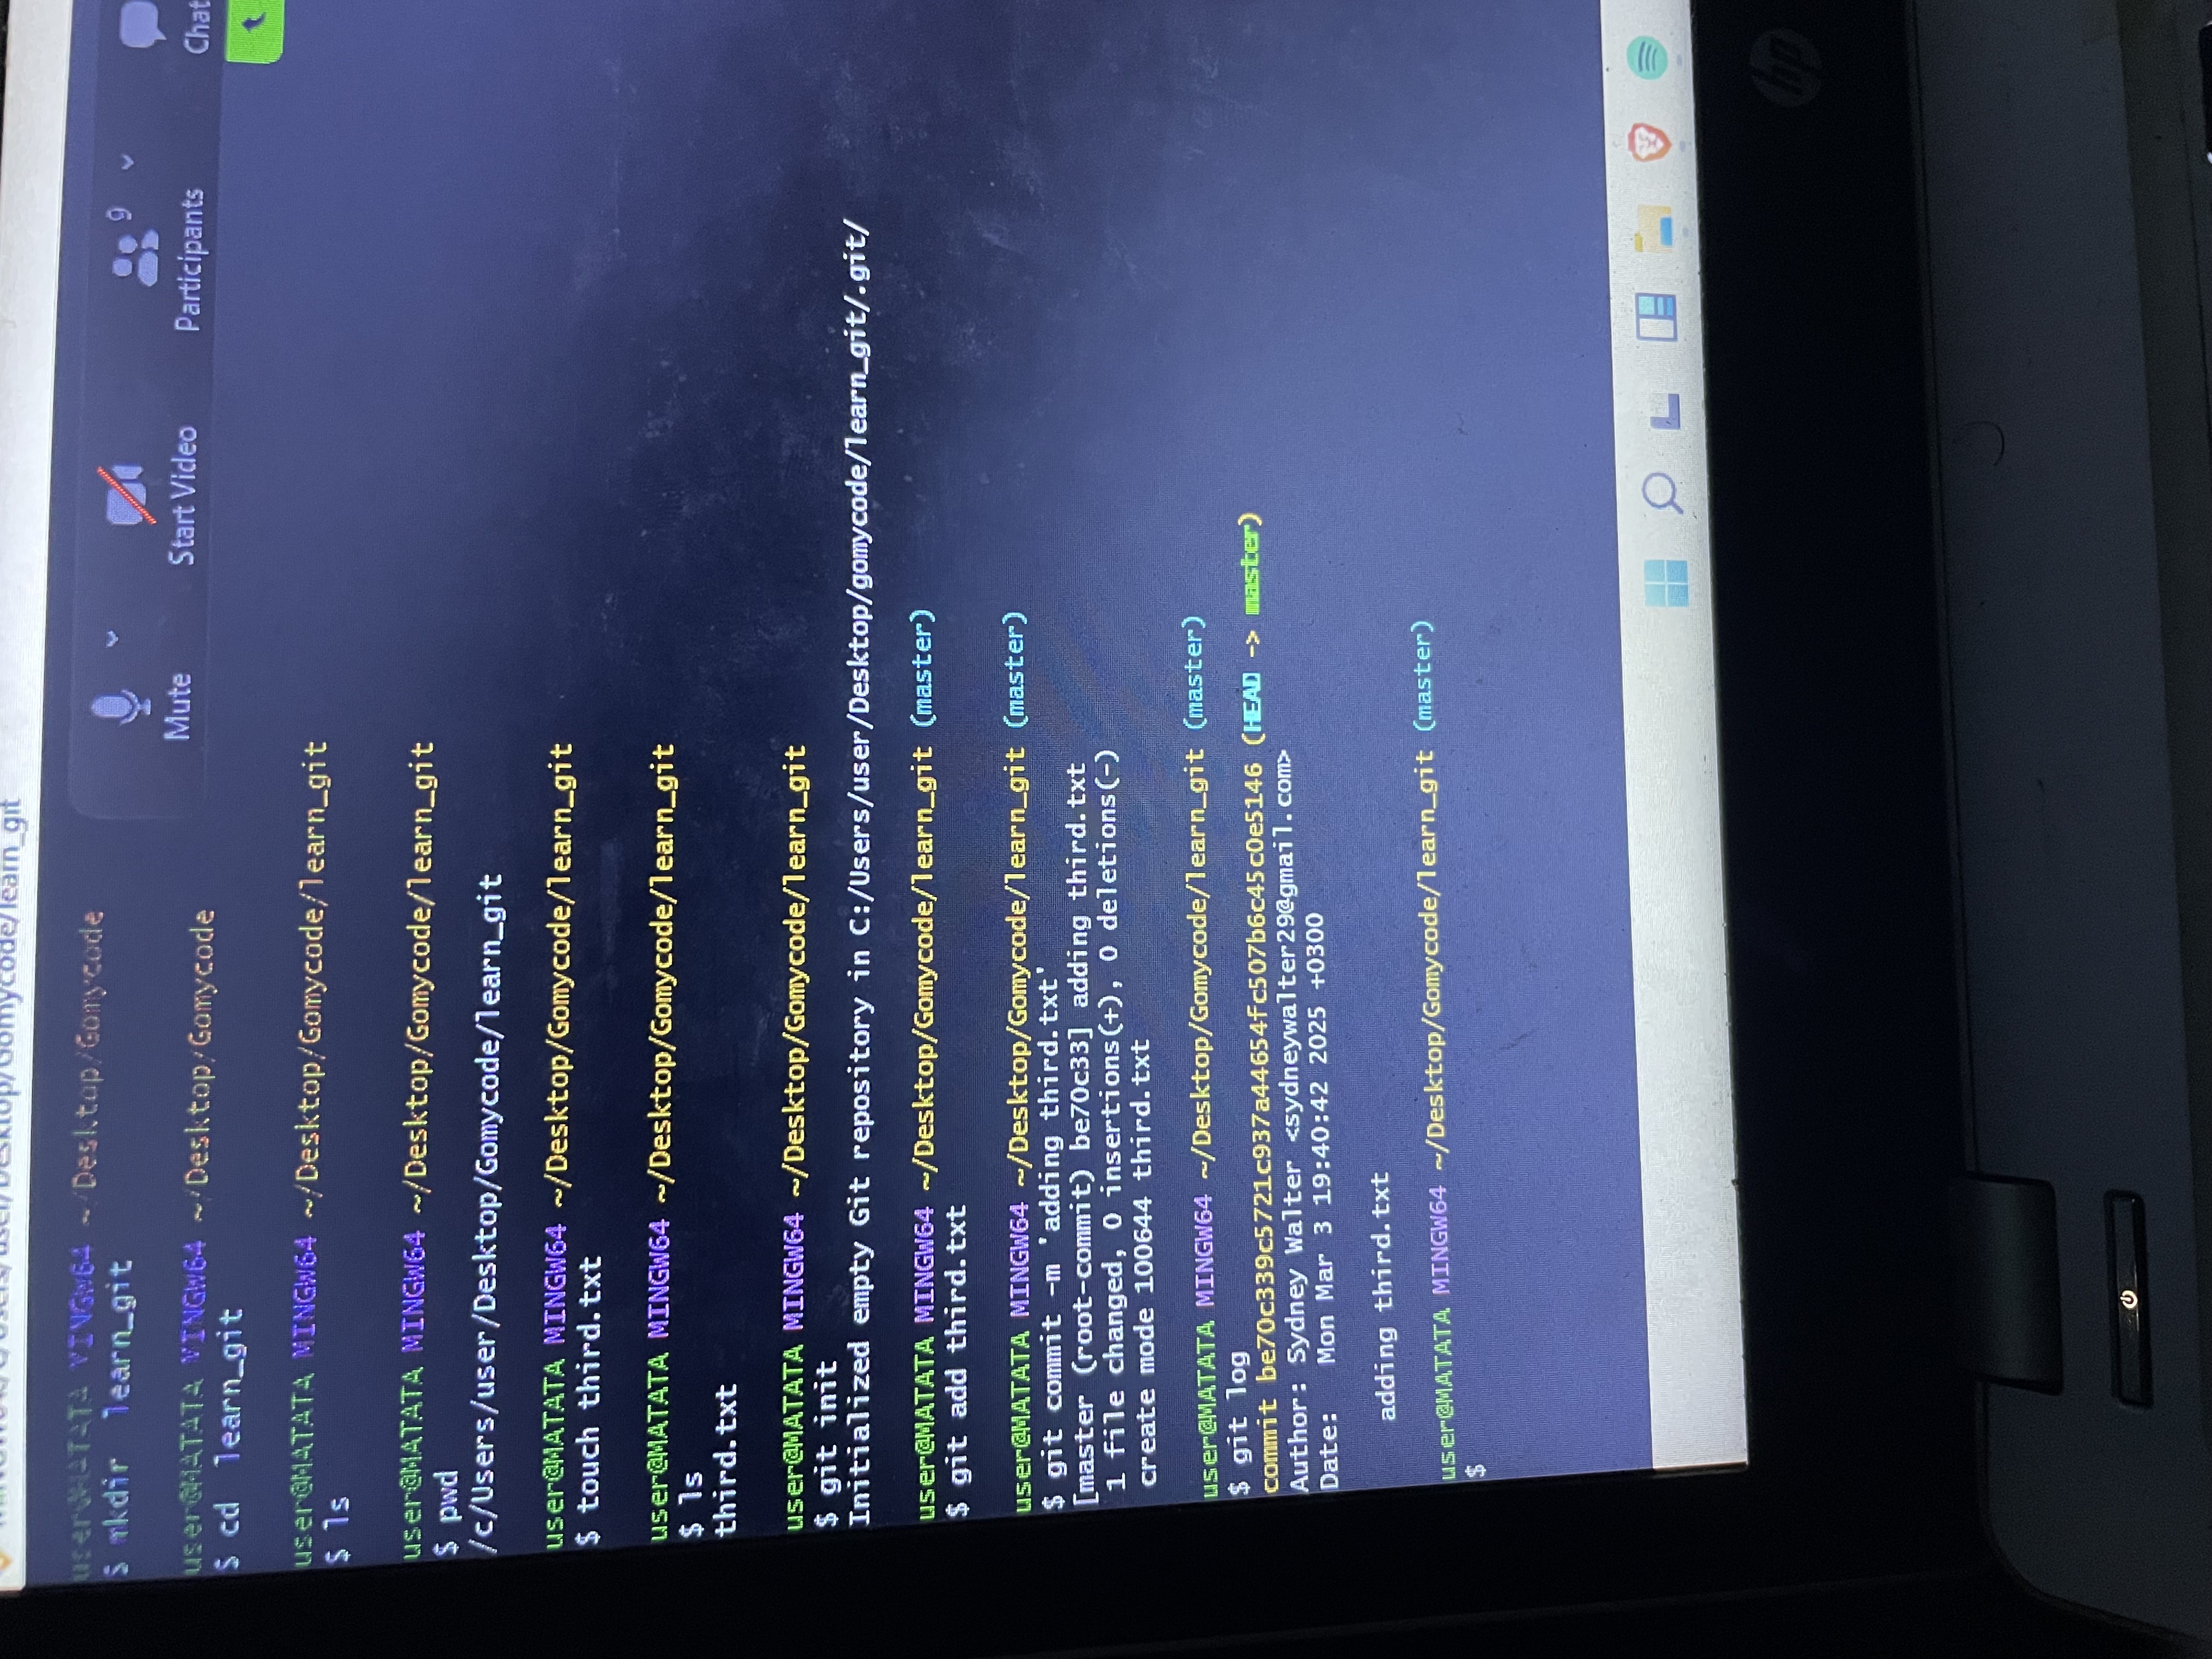 /Desktop/Gomycode/learn_git
Mute
Start Video
9
Participants
Chat
user@MATATA MINGW64 ~/Desktop/Gomycode
$ mkdir  learn_git
user@MATATA MINGW64 ~/Desktop/Gomycode
$ cd  learn_git
user@MATATA MINGW64 ~/Desktop/Gomycode/learn_git
$ ls
user@MATATA MINGW64 ~/Desktop/Gomycode/learn_git
$ pwd
/c/Users/user/Desktop/Gomycode/learn_git
user@MATATA MINGW64 ~/Desktop/Gomycode/learn_git
$ touch third.txt
user@MATATA MINGW64 ~/Desktop/Gomycode/learn_git
$ ls
third.txt
user@MATATA MINGW64 ~/Desktop/Gomycode/learn_git
$ git init
Initialized empty Git repository in C:/Users/user/Desktop/gomycode/learn_git/.git/
user@MATATA MINGW64 ~/Desktop/Gomycode/learn_git (master)
$ git add third.txt
user@MATATA MINGW64 ~/Desktop/Gomycode/learn_git (master)
$ git commit -m 'adding third.txt'
[master (root-commit) be70c33] adding third.txt
 1 file changed, 0 insertions(+), 0 deletions(-)
 create mode 100644 third.txt
user@MATATA MINGW64 ~/Desktop/Gomycode/learn_git (master)
$ git log
commit be70c339c5721c937a44654fc507b6c45c0e5146 (HEAD -> master)
Author: Sydney Walter <sydneywalter29@gmail.com>
Date:   Mon Mar 3 19:40:42 2025 +0300
    adding third.txt
user@MATATA MINGW64 ~/Desktop/Gomycode/learn_git (master)
$
hp